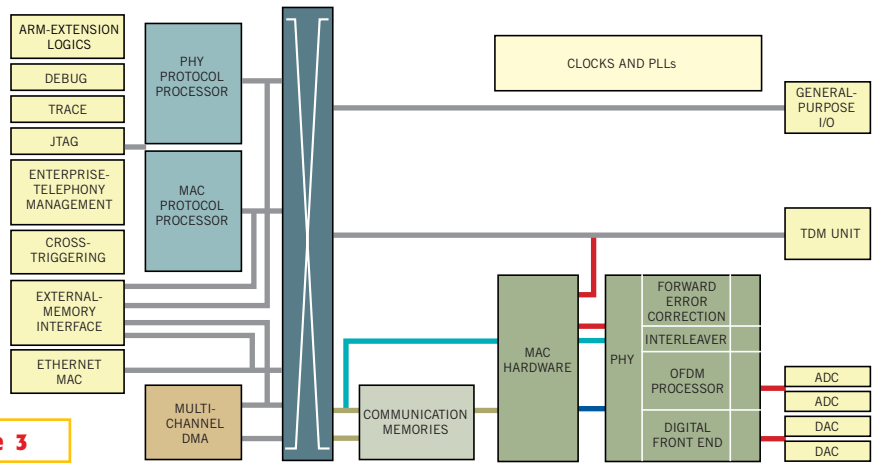 ARM-EXTENSION
LOGICS
DEBUG
TRACE
JTAG
ENTERPRISE-
TELEPHONY
MANAGEMENT
CROSS-
TRIGGERING
EXTERNAL-
MEMORY
INTERFACE
ETHERNET
MAC
PHY
PROTOCOL
PROCESSOR
MAC
PROTOCOL
PROCESSOR
MULTI-
CHANNEL
DMA
COMMUNICATION
MEMORIES
CLOCKS AND PLLs
GENERAL-
PURPOSE
I/O
TDM UNIT
MAC
HARDWARE
PHY
FORWARD
ERROR
CORRECTION
INTERLEAVER
OFDM
PROCESSOR
DIGITAL
FRONT END
ADC
ADC
DAC
DAC
e 3